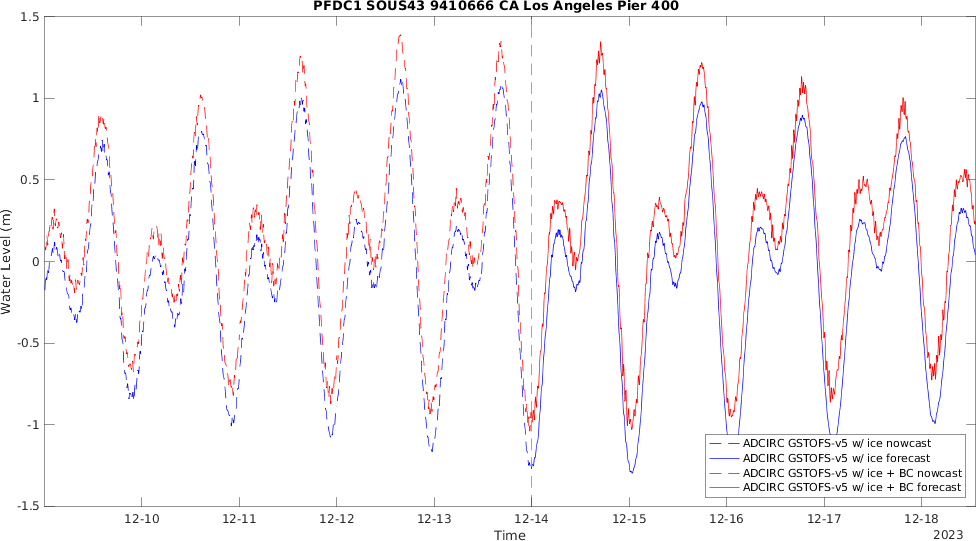 PFDC1 SOUS43 9410666 CA Los Angeles Pier 400
1.5
1
0.5
0
-0.5
-1
-1.5
Water Level (m)
ADCIRC GSTOFS-v5 w/ ice nowcast
ADCIRC GSTOFS-v5 w/ ice forecast
ADCIRC GSTOFS-v5 w/ ice + BC nowcast
ADCIRC GSTOFS-v5 w/ ice + BC forecast
12-10 12-11 12-12 12-13 12-14 12-15 12-16 12-17 12-18
Time
2023